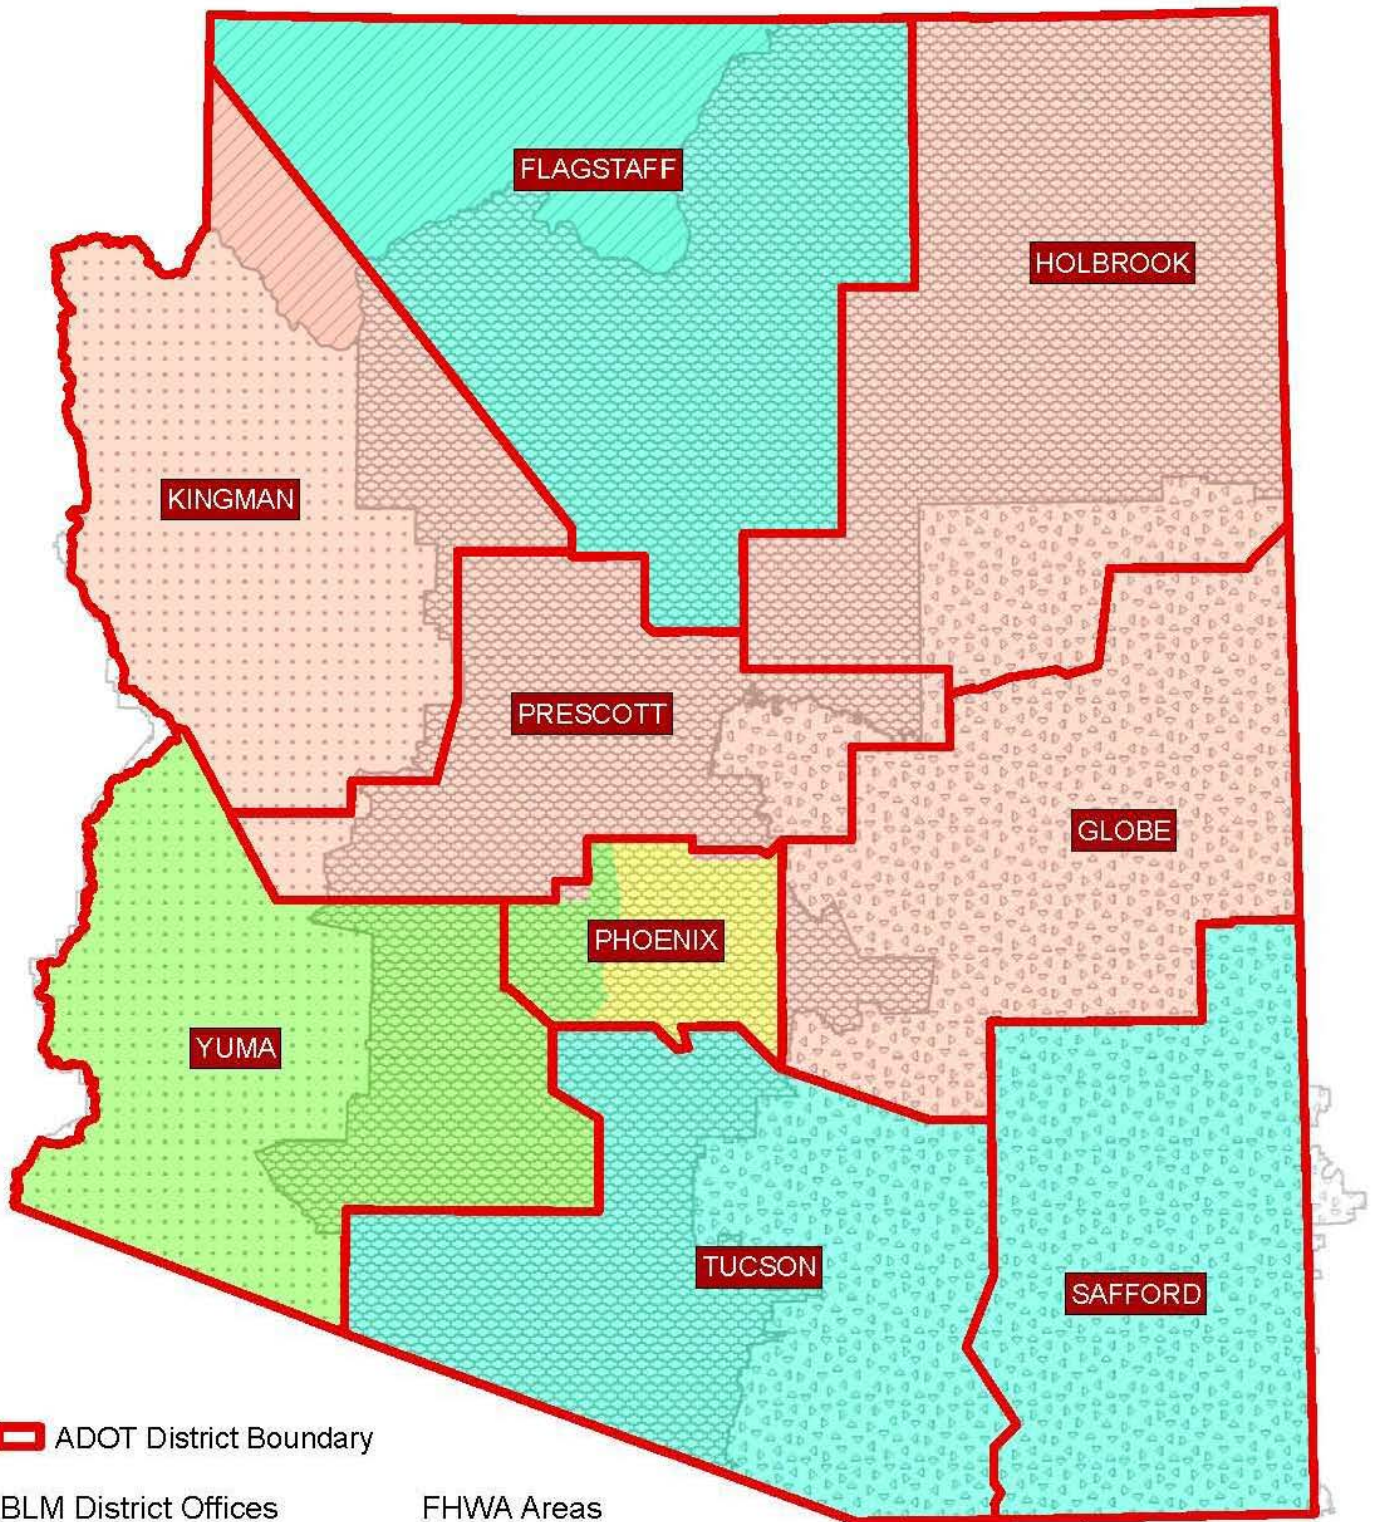 FLAGSTAFF
HOLBROOK
KINGMAN
PRESCOTT
GLOBE
PHOENIX
YUMA
TUCSON
SAFFORD
ADOT District Boundary
BLM District Offices
FHWA Areas